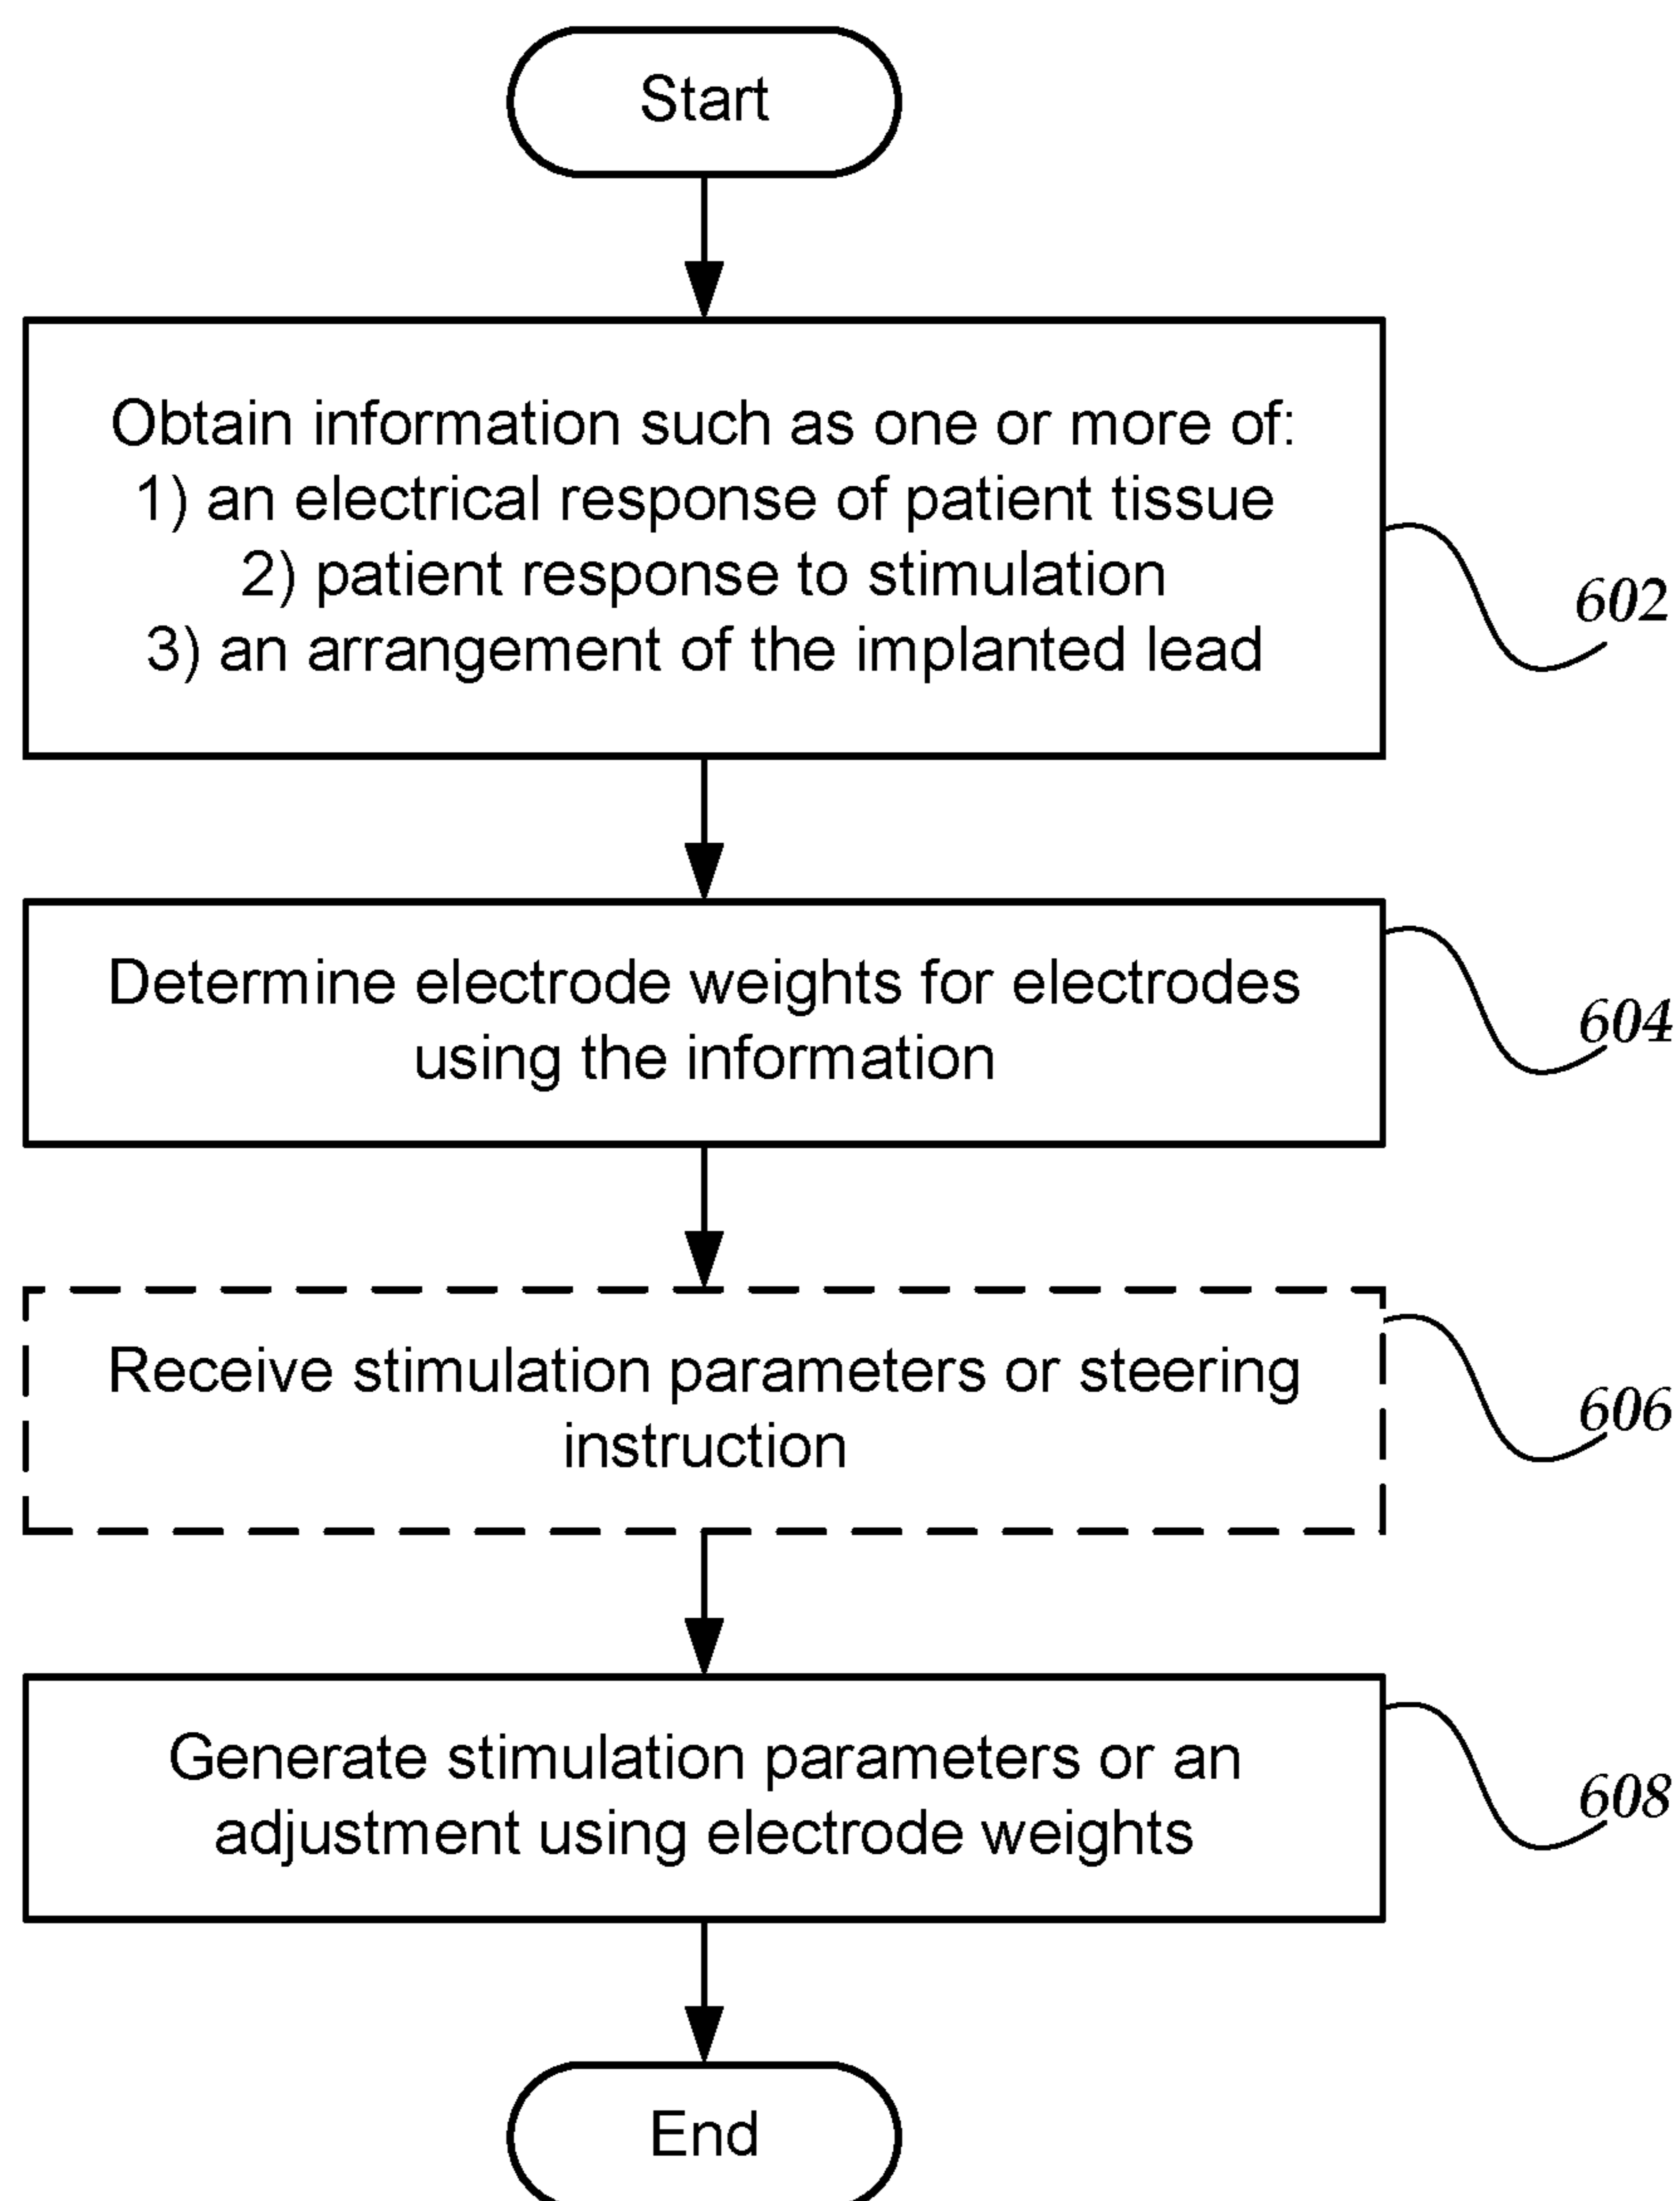 Start
Obtain information such as one or more of:
1) an electrical response of patient tissue
2) patient response to stimulation
3) an arrangement of the implanted lead
602
Determine electrode weights for electrodes
using the information
604
Receive stimulation parameters or steering
instruction
606
Generate stimulation parameters or an
adjustment using electrode weights
608
End